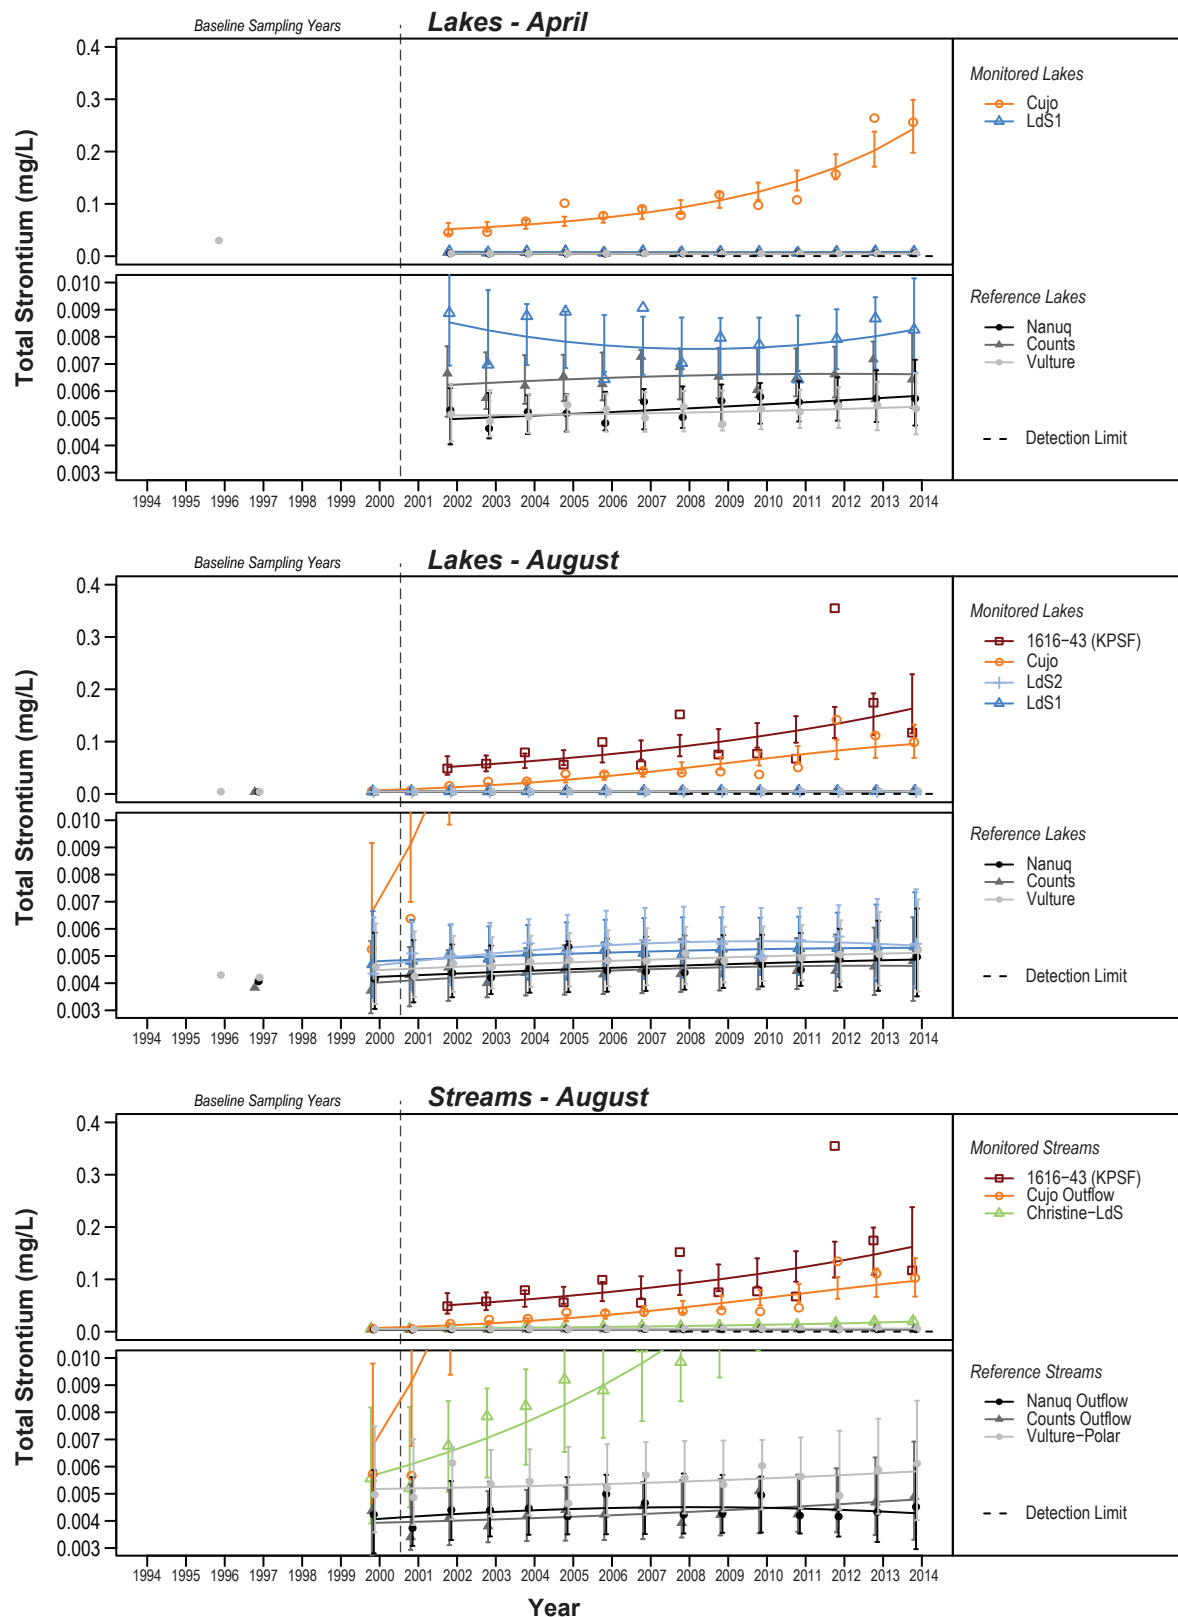 Baseline Sampling Years
Lakes - April
Total Strontium (mg/L)
0.4
0.3
0.2
0.1
0.0
Monitored Lakes
Cujo
LdS1
Total Strontium (mg/L)
0.010
0.009
0.008
0.007
0.006
0.005
0.004
0.003
Reference Lakes
Nanuq
Counts
Vulture
Detection Limit
1994 1995 1996 1997 1998 1999 2000 2001 2002 2003 2004 2005 2006 2007 2008 2009 2010 2011 2012 2013 2014
Baseline Sampling Years
Lakes - August
Total Strontium (mg/L)
0.4
0.3
0.2
0.1
0.0
Monitored Lakes
1616−43 (KPSF)
Cujo
LdS2
LdS1
Total Strontium (mg/L)
0.010
0.009
0.008
0.007
0.006
0.005
0.004
0.003
Reference Lakes
Nanuq
Counts
Vulture
Detection Limit
1994 1995 1996 1997 1998 1999 2000 2001 2002 2003 2004 2005 2006 2007 2008 2009 2010 2011 2012 2013 2014
Baseline Sampling Years
Streams - August
Total Strontium (mg/L)
0.4
0.3
0.2
0.1
0.0
Monitored Streams
1616−43 (KPSF)
Cujo Outflow
Christine−LdS
Total Strontium (mg/L)
0.010
0.009
0.008
0.007
0.006
0.005
0.004
0.003
Reference Streams
Nanuq Outflow
Counts Outflow
Vulture−Polar
Detection Limit
1994 1995 1996 1997 1998 1999 2000 2001 2002 2003 2004 2005 2006 2007 2008 2009 2010 2011 2012 2013 2014
Year